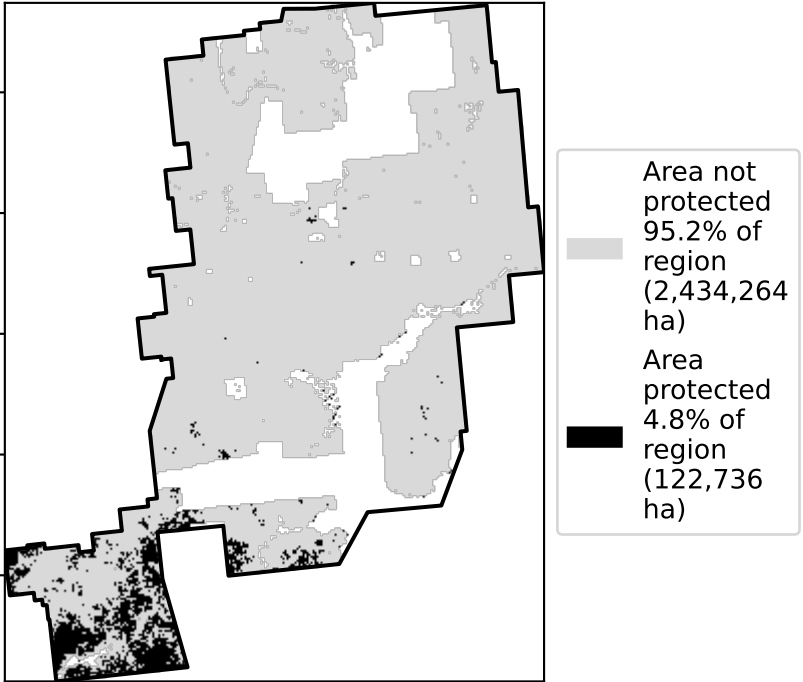 Area not
protected
95.2% of
region
(2,434,264
ha)
Area
protected
4.8% of
region
(122,736
ha)